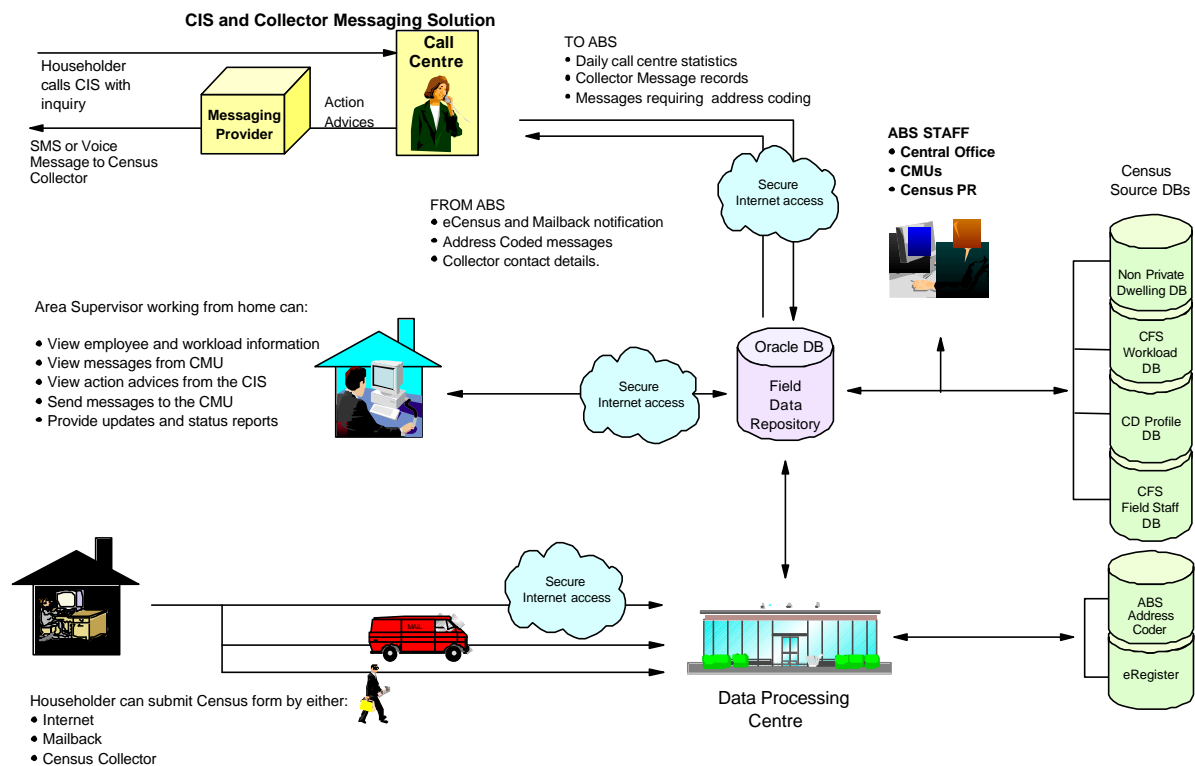 CIS and Collector Messaging Solution
Call
Centre
Householder
calls CIS with
inquiry
Messaging
Provider
Action
Advices
SMS or Voice
Message to Census
Collector
TO ABS
• Daily call centre statistics
• Collector Message records
• Messages requiring address coding
Secure
Internet access
ABS STAFF
• Central Office
• CMUs
• Census PR
Census
Source DBs
FROM ABS
• eCensus and Mailback notification
• Address Coded messages
• Collector contact details.
Non Private
Dwelling DB
CFS
Workload
DB
CD Profile
DB
CFS
Field Staff
DB
Area Supervisor working from home can:
• View employee and workload information
• View messages from CMU
• View action advices from the CIS
• Send messages to the CMU
• Provide updates and status reports
Secure
Internet access
Oracle DB
Field
Data
Repository
Secure
Internet access
MAIL
ABS
Address
Coder
eRegister
Data Processing
Centre
Householder can submit Census form by either:
• Internet
• Mailback
• Census Collector